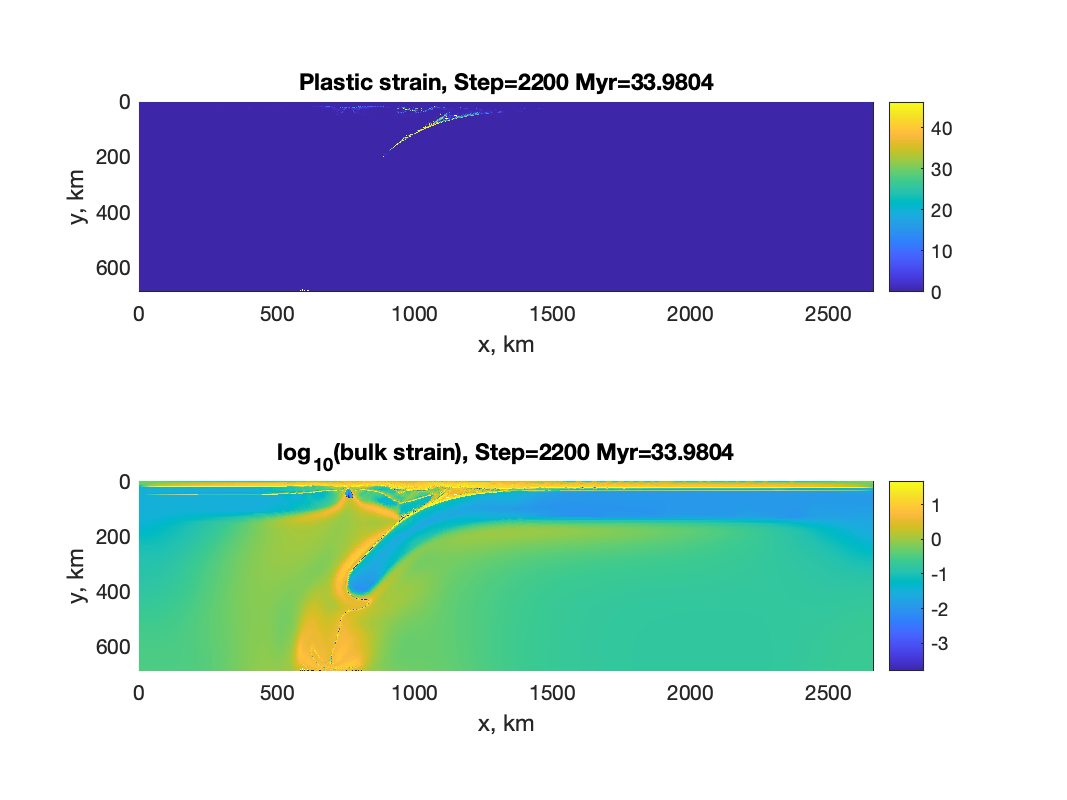 Plastic strain, Step=2200 Myr=33.9804
0
200
400
600
y, km
0 500 1000 1500 2000 2500
x, km
40
30
20
10
0
log10(bulk strain), Step=2200 Myr=33.9804
0
200
400
600
y, km
0 500 1000 1500 2000 2500
x, km
1
0
-1
-2
-3